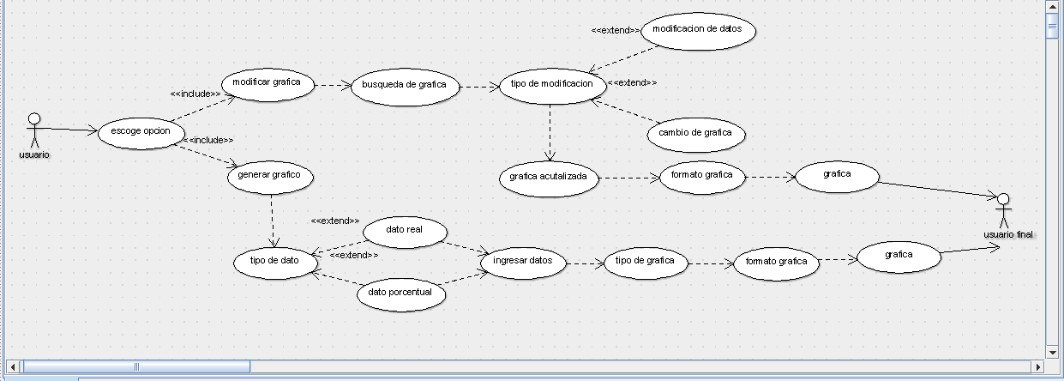 <<extend>>
modificacion de datos
modificar grafica
busqueda de grafica
tipo de modificacion
<<extend>>
<<include>>
escoge opcion
cambio de grafica
usuario
<<include>>
generar grafico
grafica acutalizada
formato grafica
grafica
<<extend>>
dato real
usuario final
<<extend>>
tipo de dato
ingresar datos
tipo de grafica
formato grafica
grafica
dato porcentual